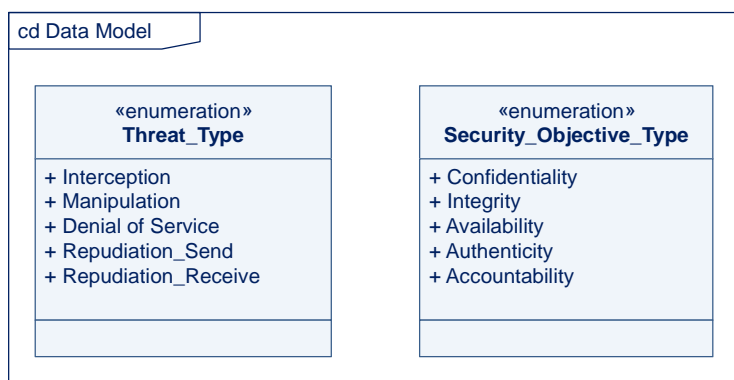 cd Data Model
«enumeration»
Threat_Type
+ Interception
+ Manipulation
+ Denial of Service
+ Repudiation_Send
+ Repudiation_Receive
«enumeration»
Security_Objective_Type
+ Confidentiality
+ Integrity
+ Availability
+ Authenticity
+ Accountability